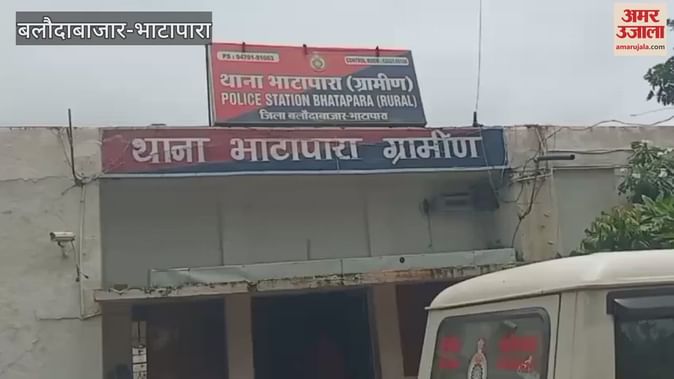 बलौदाबाजार-भाटापारा
अमर
उजाला
amarujala.com
थाना भाटापारा (ग्रामीण)
POLICE STATION BHATAPARA (RURAL)
जिला बलौदाबाजार-भाटापारा
थाना भाटापारा ग्रामीण